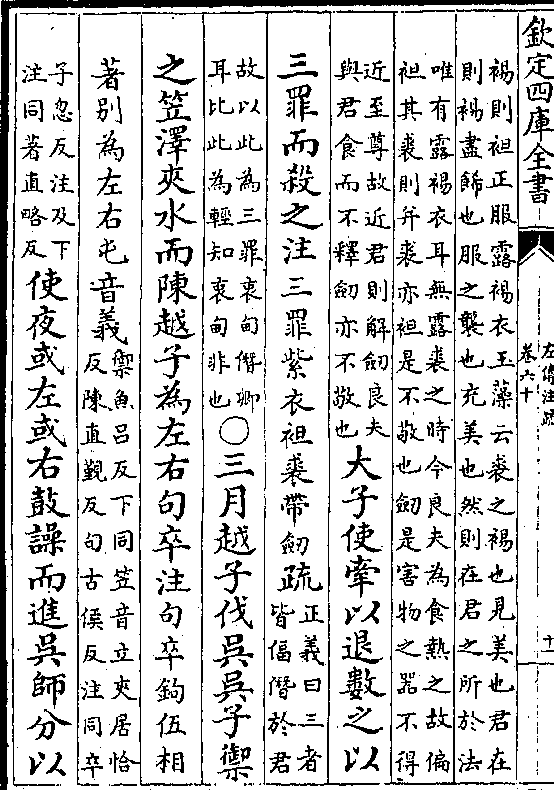 欽定四庫全書
左傳注疏
卷六十
十一
裼則袒正服露裼衣玉藻云裘之裼也見美也君在
則裼盡飾也服之襲也充美也然則在君之所於法
唯有露裼衣耳無露裘之時今良夫為食熱之故偏
袒其裘則并裘亦袒是不敬也劒是害物之器不得
近至尊故近君則解劒良夫
與君食而不釋劒亦不敬也
大子使牽以退數之以
三罪而殺之注三罪紫衣袒裘帶劒疏
正義曰三者
皆偪僭於君
故以此為三罪衷甸僭卿
耳比此為輕知衷甸非也
○三月越子伐吳吳子禦
之笠澤夾水而陳越子為左右句卒注句卒鉤伍相
著別為左右屯音義
禦魚呂反下同笠音立夾居恰
反陳直覲反句古侯反注同卒
子忽反注及下
注同著直略反
使夜或左或右鼓譟而進吳師分以